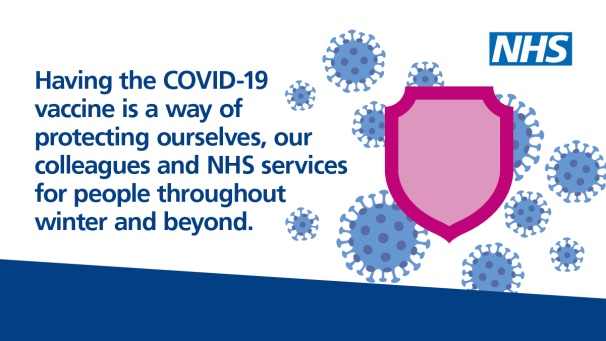 NHS
Having the COVID-19
vaccine is a way of
protecting ourselves, our
colleagues and NHS services
for people throughout
winter and beyond.